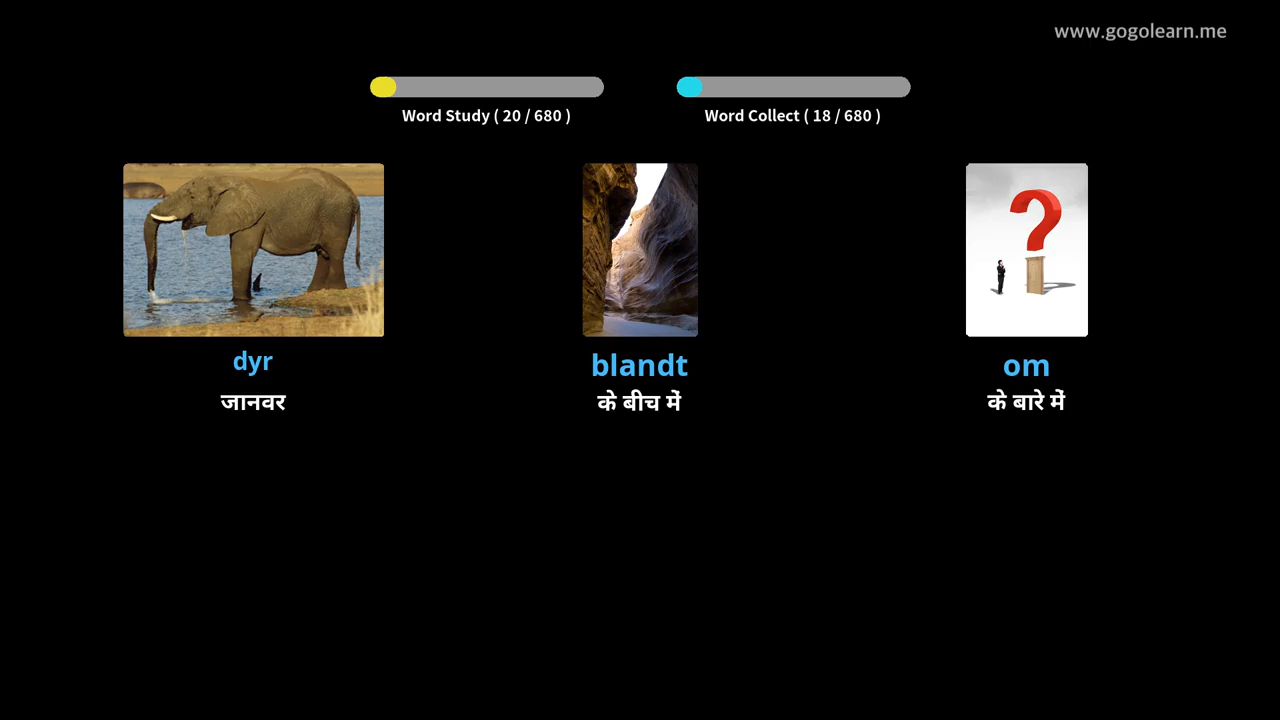 www.gogolearn.me
Word Study ( 20 / 680 )
Word Collect ( 18 / 680 )
dyr
blandt
om
जानवर
के बीच में
के बारे में